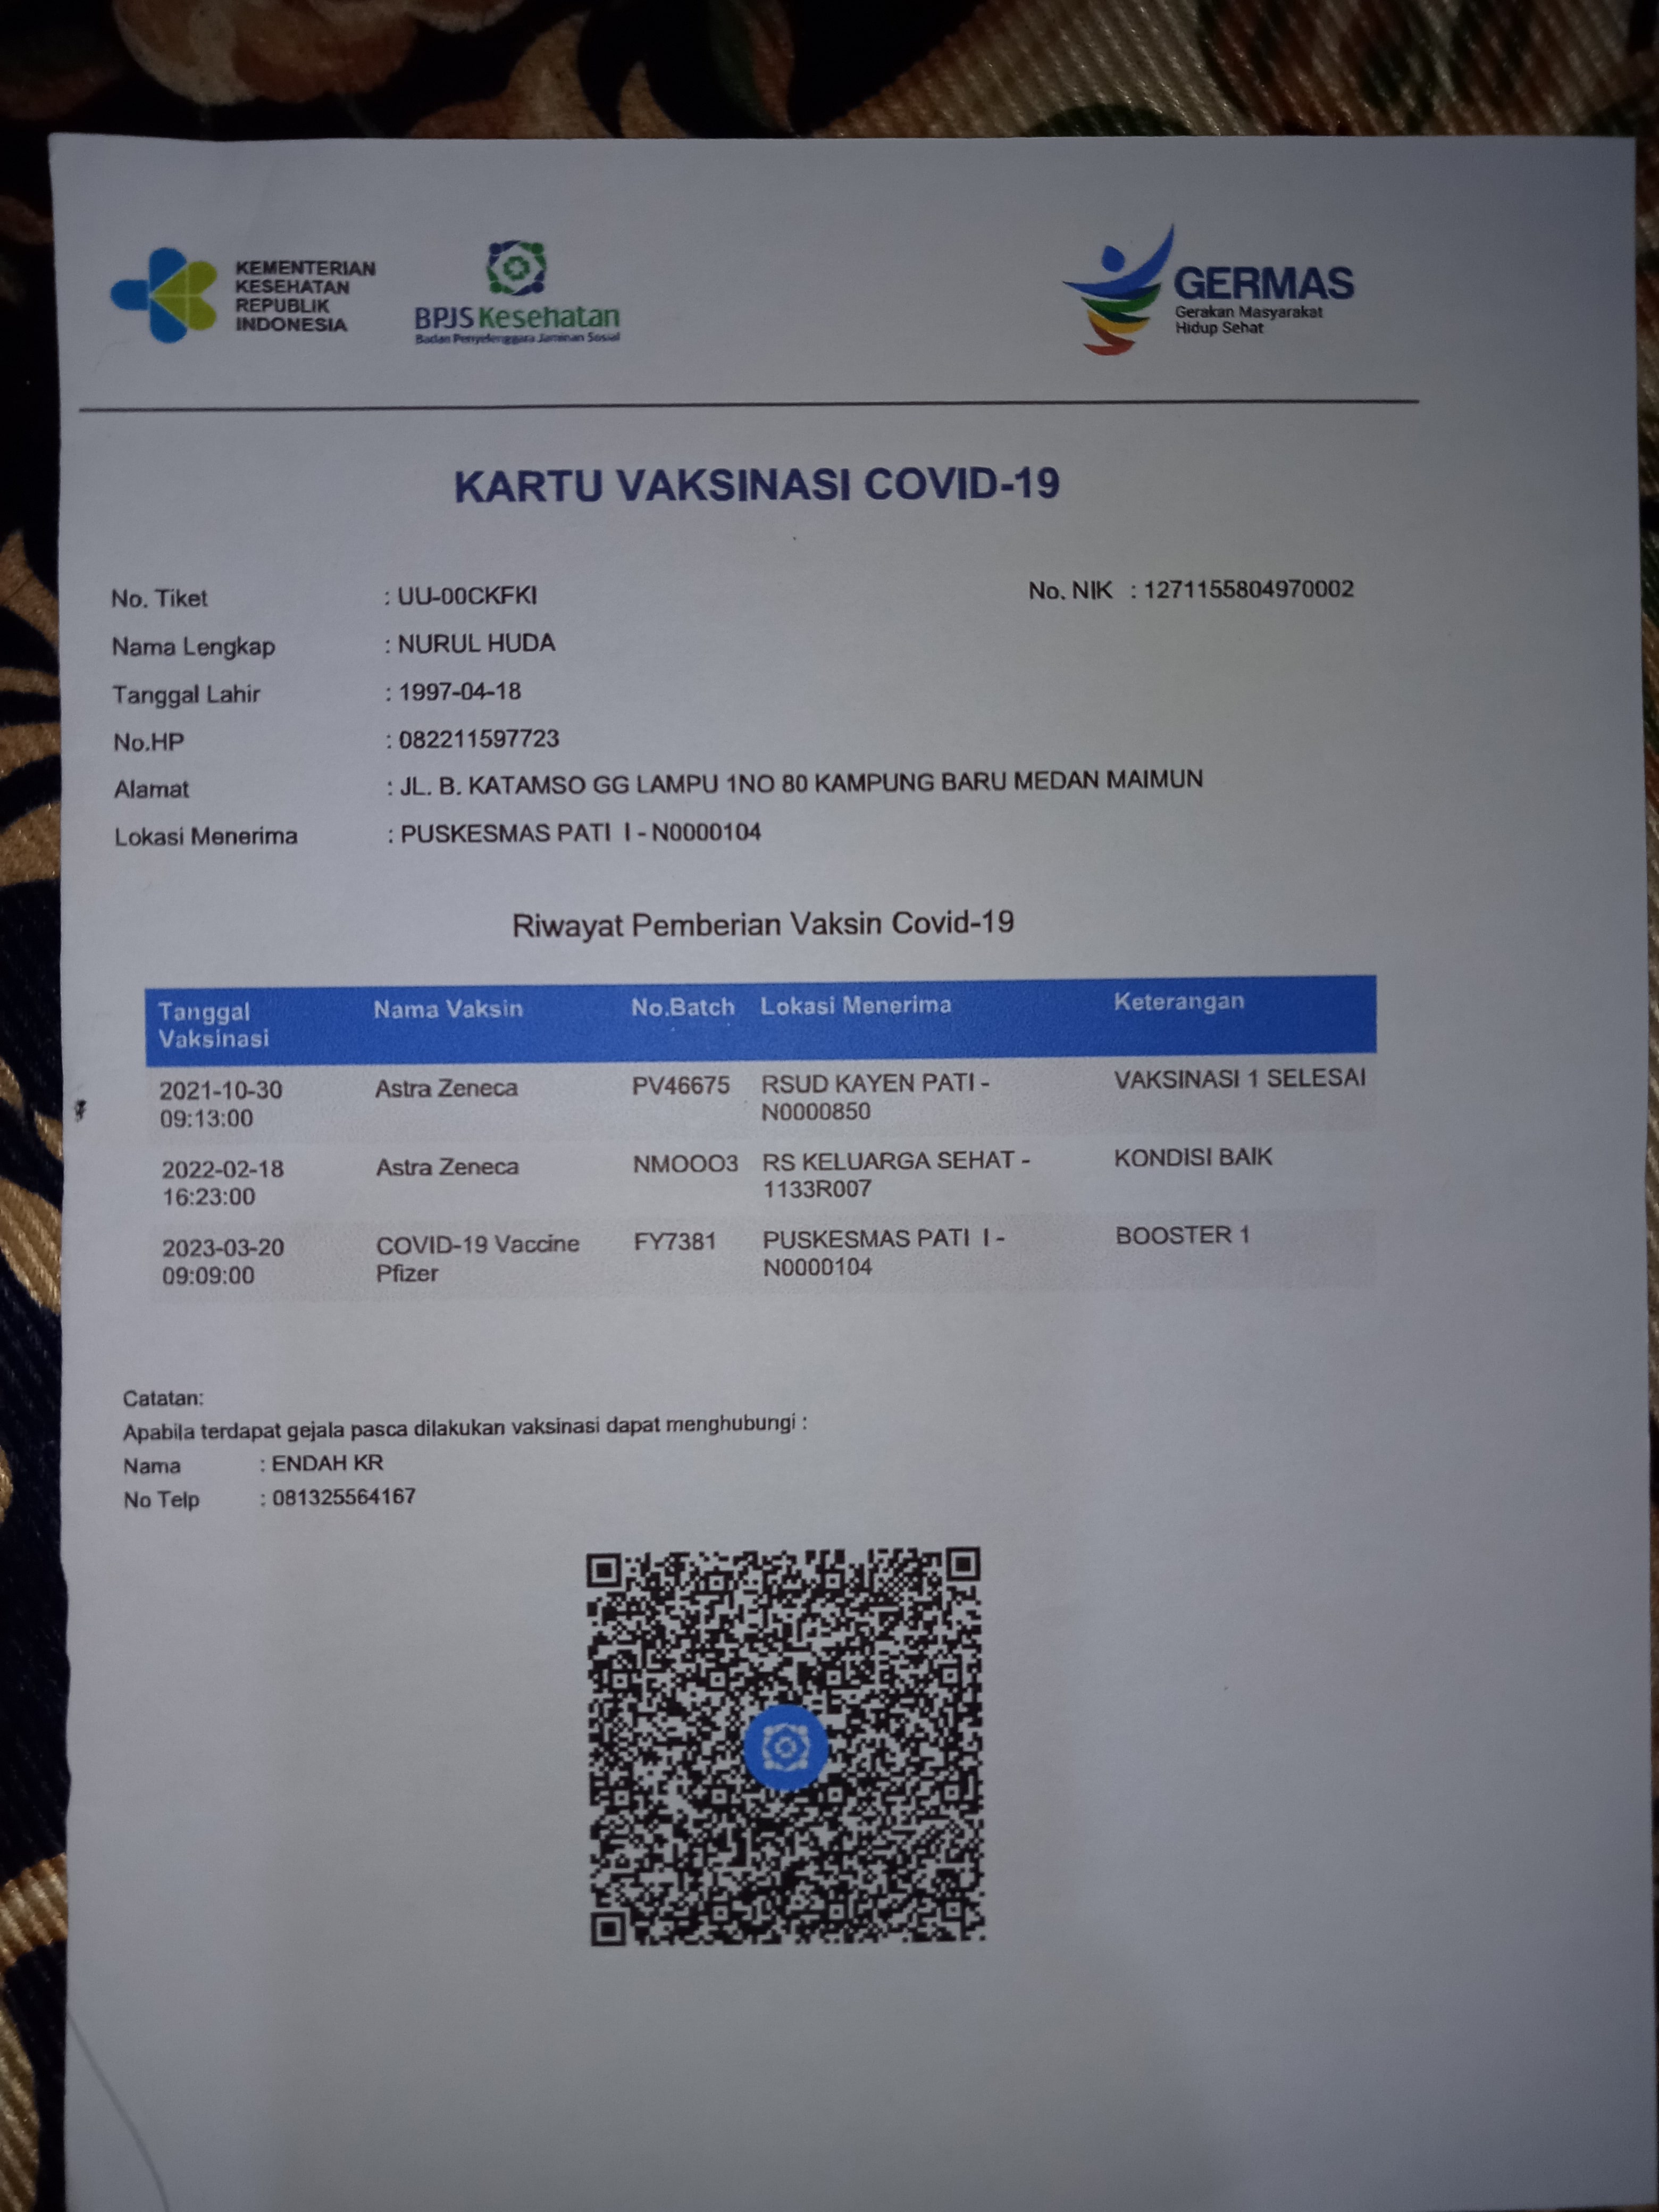 KEMENTERIAN
KESEHATAN
REPUBLIK
INDONESIA
BPJS Kesehatan
Badan Penyelenggara Jaminan Sosial
GERMAS
Gerakan Masyarakat
Hidup Sehat
KARTU VAKSINASI COVID-19
No. Tiket : UU-00CKFKI No. NIK : 1271155804970002
Nama Lengkap : NURUL HUDA
Tanggal Lahir : 1997-04-18
No.HP : 082211597723
Alamat : JL. B. KATAMSO GG LAMPU 1NO 80 KAMPUNG BARU MEDAN MAIMUN
Lokasi Menerima : PUSKESMAS PATI I - N0000104
Riwayat Pemberian Vaksin Covid-19
Tanggal Nama Vaksin No.Batch Lokasi Menerima Keterangan
Vaksinasi
2021-10-30 Astra Zeneca PV46675 RSUD KAYEN PATI - VAKSINASI 1 SELESAI
09:13:00 N0000850
2022-02-18 Astra Zeneca NMOOO3 RS KELUARGA SEHAT - KONDISI BAIK
16:23:00 1133R007
2023-03-20 COVID-19 Vaccine FY7381 PUSKESMAS PATI I - BOOSTER 1
09:09:00 Pfizer N0000104
Catatan:
Apabila terdapat gejala pasca dilakukan vaksinasi dapat menghubungi :
Nama : ENDAH KR
No Telp : 081325564167